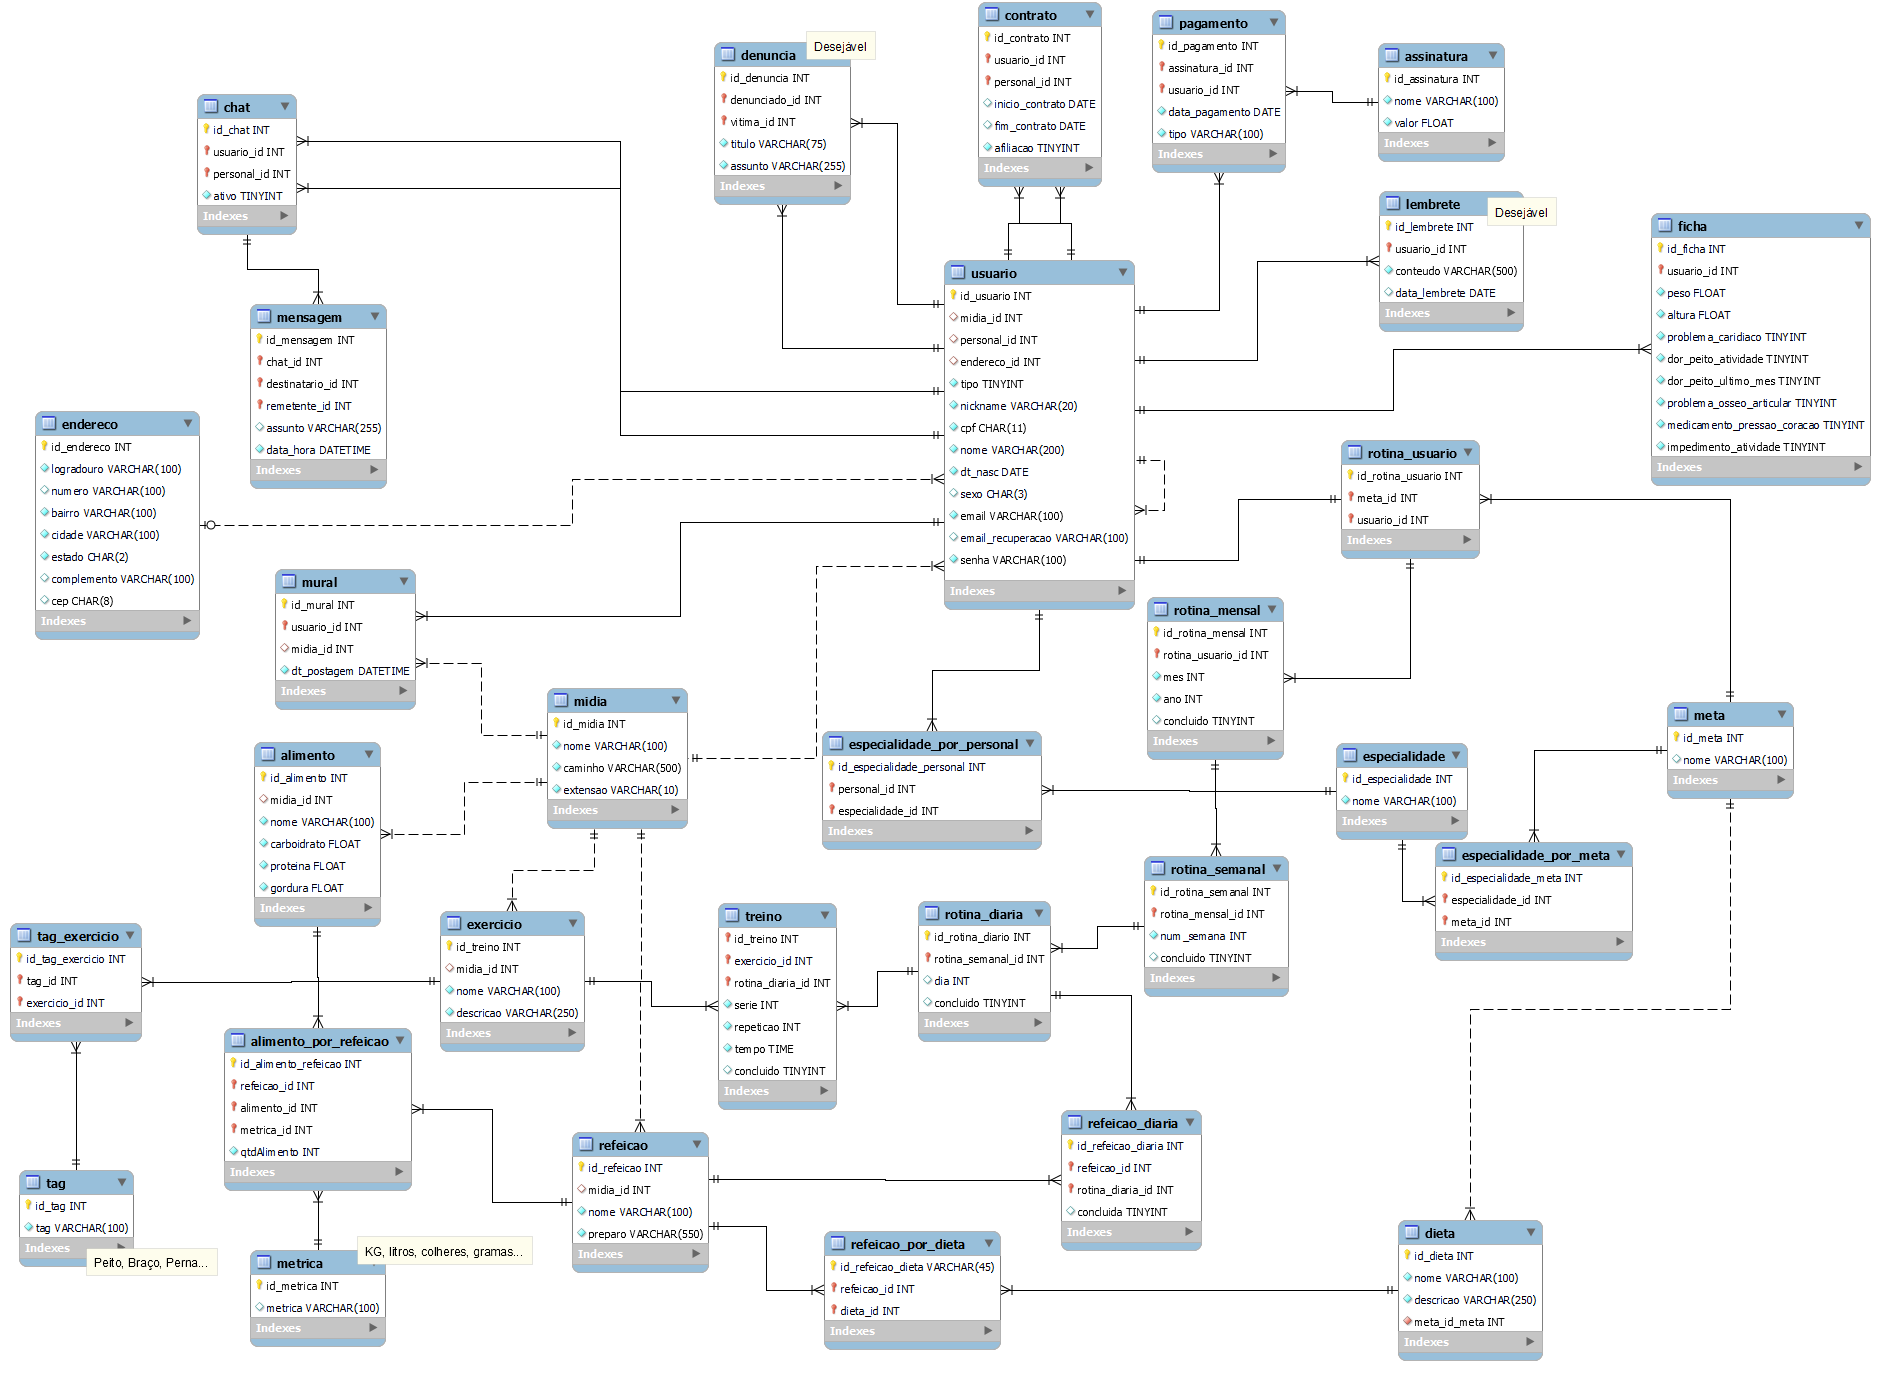 contrato
id_contrato INT
usuario_id INT
personal_id INT
inicio_contrato DATE
fim_contrato DATE
afiliacao TINYINT
Indexes
pagamento
id_pagamento INT
assinatura_id INT
usuario_id INT
data_pagamento DATE
tipo VARCHAR(100)
Indexes
assinatura
id_assinatura INT
nome VARCHAR(100)
valor FLOAT
Indexes
denuncia
Desejável
id_denuncia INT
denunciado_id INT
vitima_id INT
titulo VARCHAR(75)
assunto VARCHAR(255)
Indexes
chat
id_chat INT
usuario_id INT
personal_id INT
ativo TINYINT
Indexes
lembrete
Desejável
id_lembrete INT
usuario_id INT
conteudo VARCHAR(500)
data_lembrete DATE
Indexes
ficha
id_ficha INT
usuario_id INT
peso FLOAT
altura FLOAT
problema_caridiaco TINYINT
dor_peito_atividade TINYINT
dor_peito_ultimo_mes TINYINT
problema_osseo_articular TINYINT
medicamento_pressao_coracao TINYINT
impedimento_atividade TINYINT
Indexes
usuario
id_usuario INT
midia_id INT
personal_id INT
endereco_id INT
tipo TINYINT
nickname VARCHAR(20)
cpf CHAR(11)
nome VARCHAR(200)
dt_nasc DATE
sexo CHAR(3)
email VARCHAR(100)
email_recuperacao VARCHAR(100)
senha VARCHAR(100)
Indexes
mensagem
id_mensagem INT
chat_id INT
destinatario_id INT
remetente_id INT
assunto VARCHAR(255)
data_hora DATETIME
Indexes
endereco
id_endereco INT
logradouro VARCHAR(100)
numero VARCHAR(100)
bairro VARCHAR(100)
cidade VARCHAR(100)
estado CHAR(2)
complemento VARCHAR(100)
cep CHAR(8)
Indexes
rotina_usuario
id_rotina_usuario INT
meta_id INT
usuario_id INT
Indexes
mural
id_mural INT
usuario_id INT
midia_id INT
dt_postagem DATETIME
Indexes
rotina_mensal
id_rotina_mensal INT
rotina_usuario_id INT
mes INT
ano INT
concluido TINYINT
Indexes
midia
id_midia INT
nome VARCHAR(100)
caminho VARCHAR(500)
extensao VARCHAR(10)
Indexes
meta
id_meta INT
nome VARCHAR(100)
Indexes
alimento
id_alimento INT
midia_id INT
nome VARCHAR(100)
carboidrato FLOAT
proteina FLOAT
gordura FLOAT
Indexes
especialidade_por_personal
id_especialidade_personal INT
personal_id INT
especialidade_id INT
Indexes
especialidade
id_especialidade INT
nome VARCHAR(100)
Indexes
especialidade_por_meta
id_especialidade_meta INT
especialidade_id INT
meta_id INT
Indexes
rotina_semanal
id_rotina_semanal INT
rotina_mensal_id INT
num_semana INT
concluido TINYINT
Indexes
tag_exercicio
id_tag_exercicio INT
tag_id INT
exercicio_id INT
Indexes
exercicio
id_treino INT
midia_id INT
nome VARCHAR(100)
descricao VARCHAR(250)
Indexes
treino
id_treino INT
exercicio_id INT
rotina_diaria_id INT
serie INT
repeticao INT
tempo TIME
concluido TINYINT
Indexes
rotina_diaria
id_rotina_diario INT
rotina_semanal_id INT
dia INT
concluido TINYINT
Indexes
alimento_por_refeicao
id_alimento_refeicao INT
refeicao_id INT
alimento_id INT
metrica_id INT
qtdAlimento INT
Indexes
refeicao_diaria
id_refeicao_diaria INT
refeicao_id INT
rotina_diaria_id INT
concluida TINYINT
Indexes
refeicao
id_refeicao INT
midia_id INT
nome VARCHAR(100)
preparo VARCHAR(550)
Indexes
tag
id_tag INT
tag VARCHAR(100)
Indexes
Peito, Braço, Perna...
metrica
KG, litros, colheres, gramas...
id_metrica INT
metrica VARCHAR(100)
Indexes
refeicao_por_dieta
id_refeicao_dieta VARCHAR(45)
refeicao_id INT
dieta_id INT
Indexes
dieta
id_dieta INT
nome VARCHAR(100)
descricao VARCHAR(250)
meta_id_meta INT
Indexes